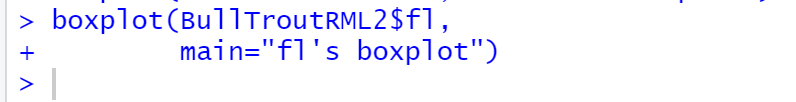 > boxplot(BullTroutRML2$fl,
+         main="fl's boxplot")
>